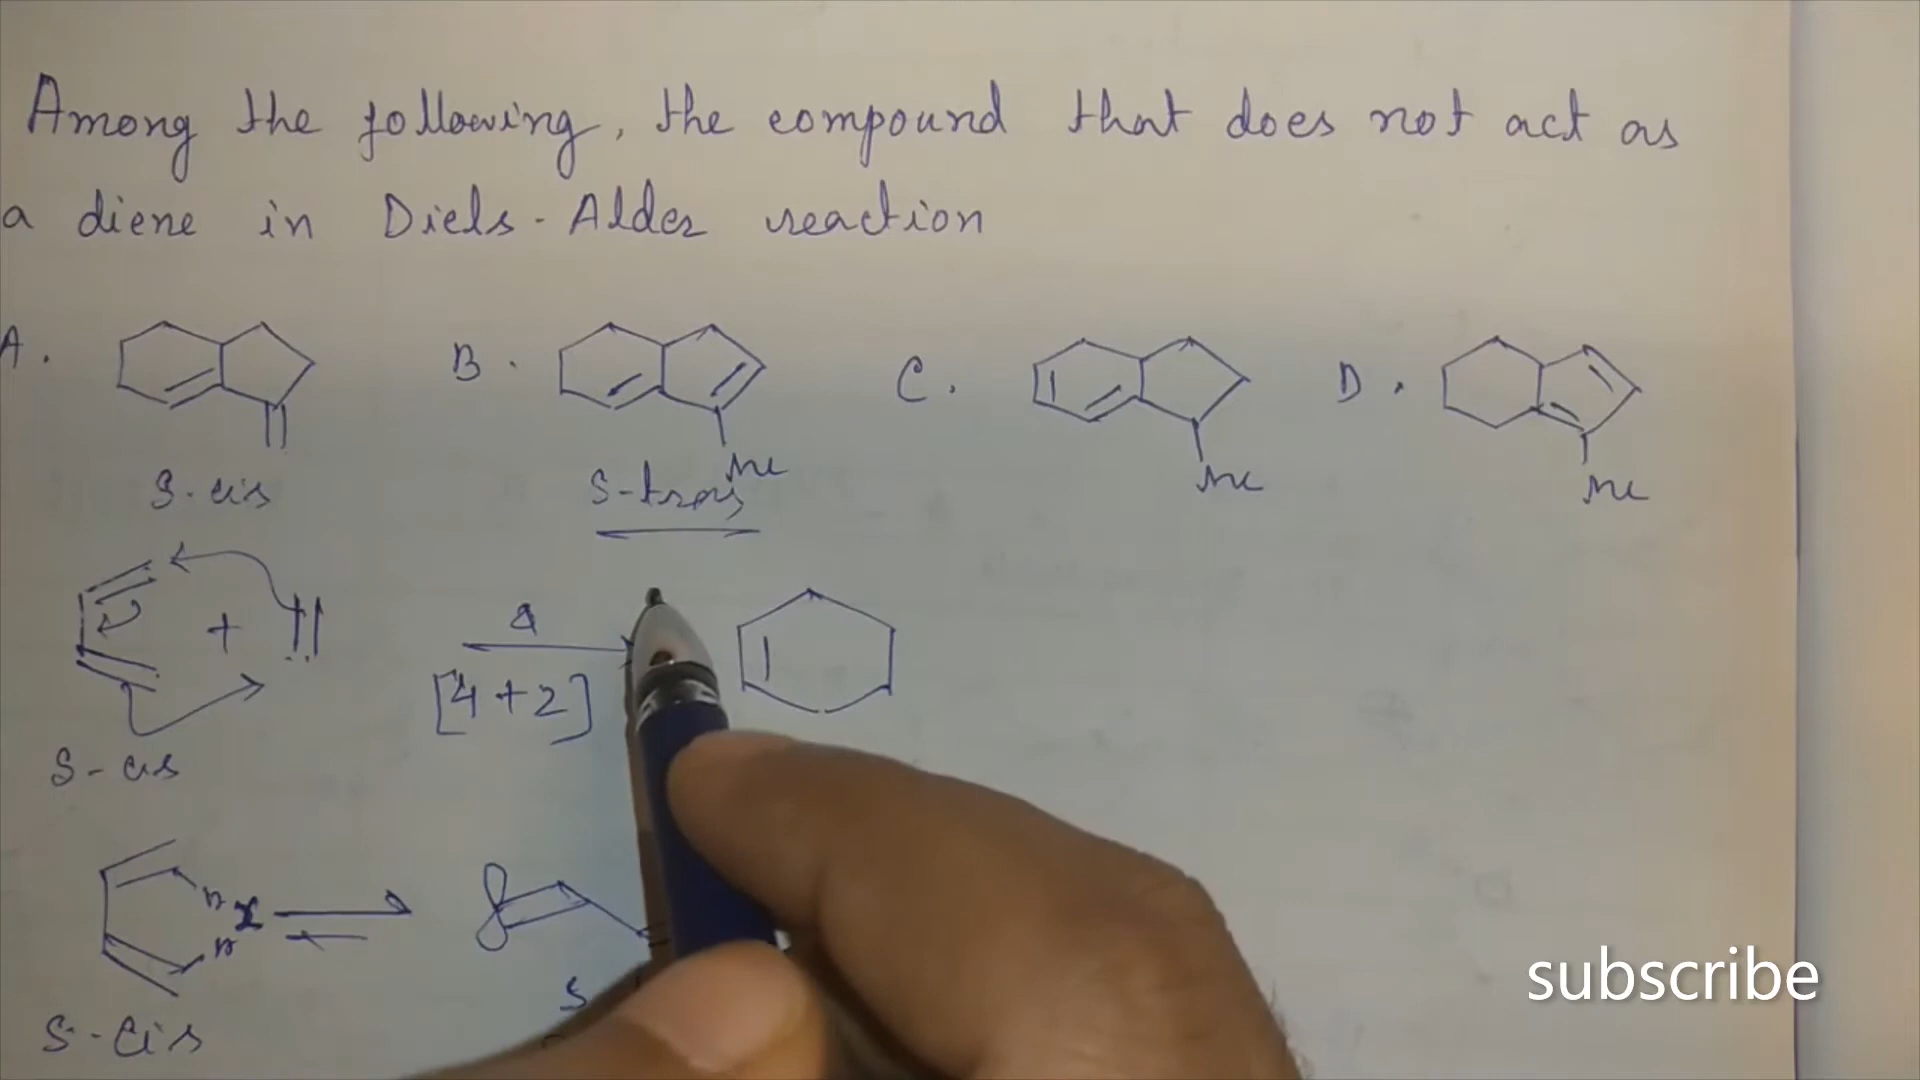 Among the following, the compound that does not act as
a diene in Diels-Alder reaction
A. B. C. D.
Me Me Me
S-cis S-trans
+ Δ
[4+2]
S-cis
H
H
S-cis S
subscribe